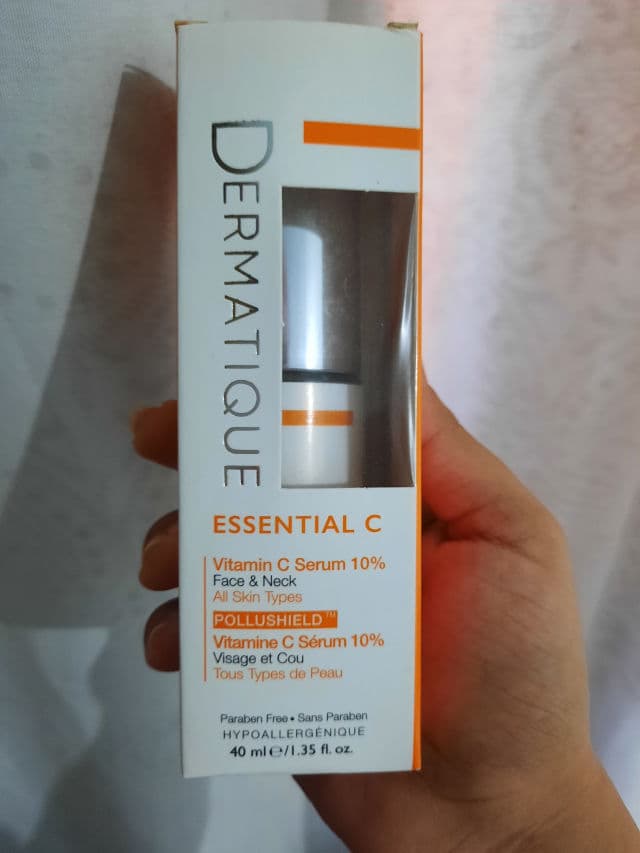 DERMATIQUE
ESSENTIAL C
Vitamin C Serum 10%
Face & Neck
All Skin Types
POLLUSHIELD™
Vitamine C Sérum 10%
Visage et Cou
Tous Types de Peau
Paraben Free • Sans Paraben
HYPOALLERGÉNIQUE
40 ml ℮/1.35 fl. oz.